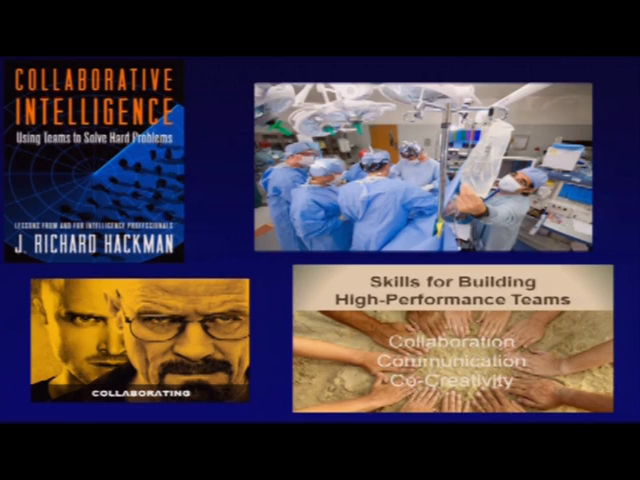 COLLABORATIVE
INTELLIGENCE
Using Teams to Solve Hard Problems
LESSONS FROM AND FOR INTELLIGENCE PROFESSIONALS
J. RICHARD HACKMAN
COLLABORATING
Skills for Building
High-Performance Teams
Collaboration
Communication
Co-Creativity